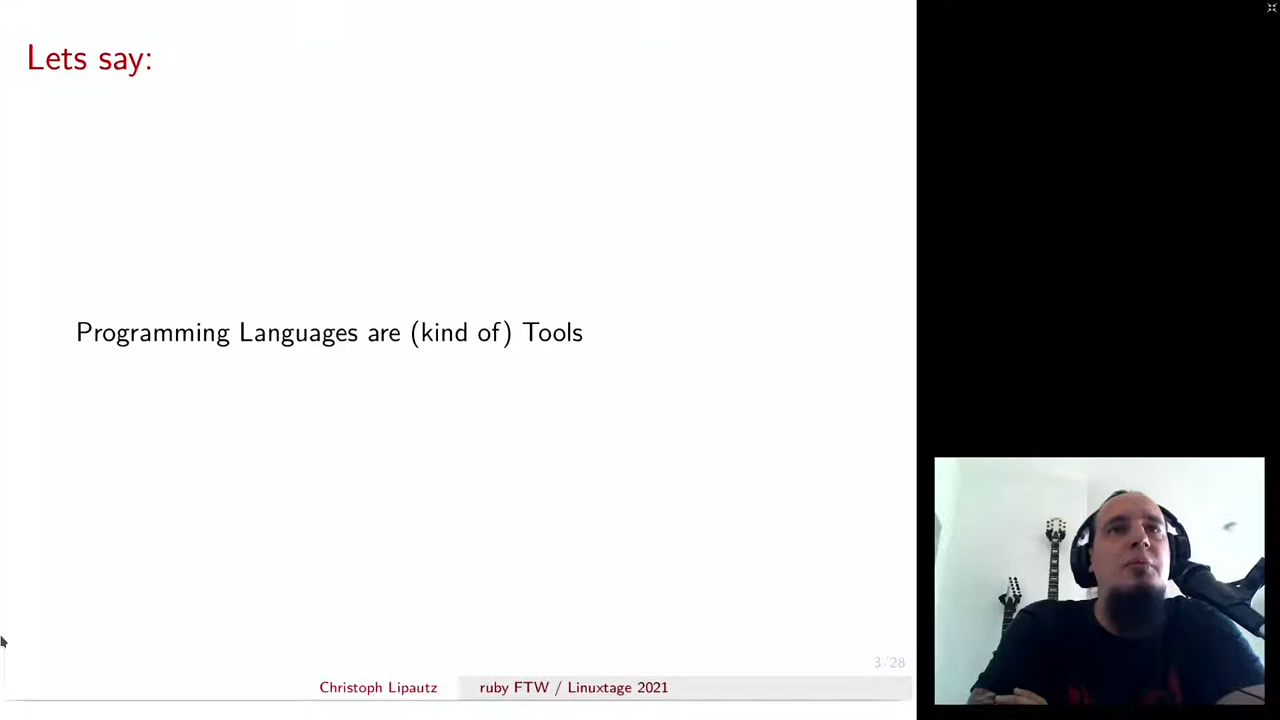 Lets say:
Programming Languages are (kind of) Tools
3/28
Christoph Lipautz
ruby FTW / Linuxtage 2021